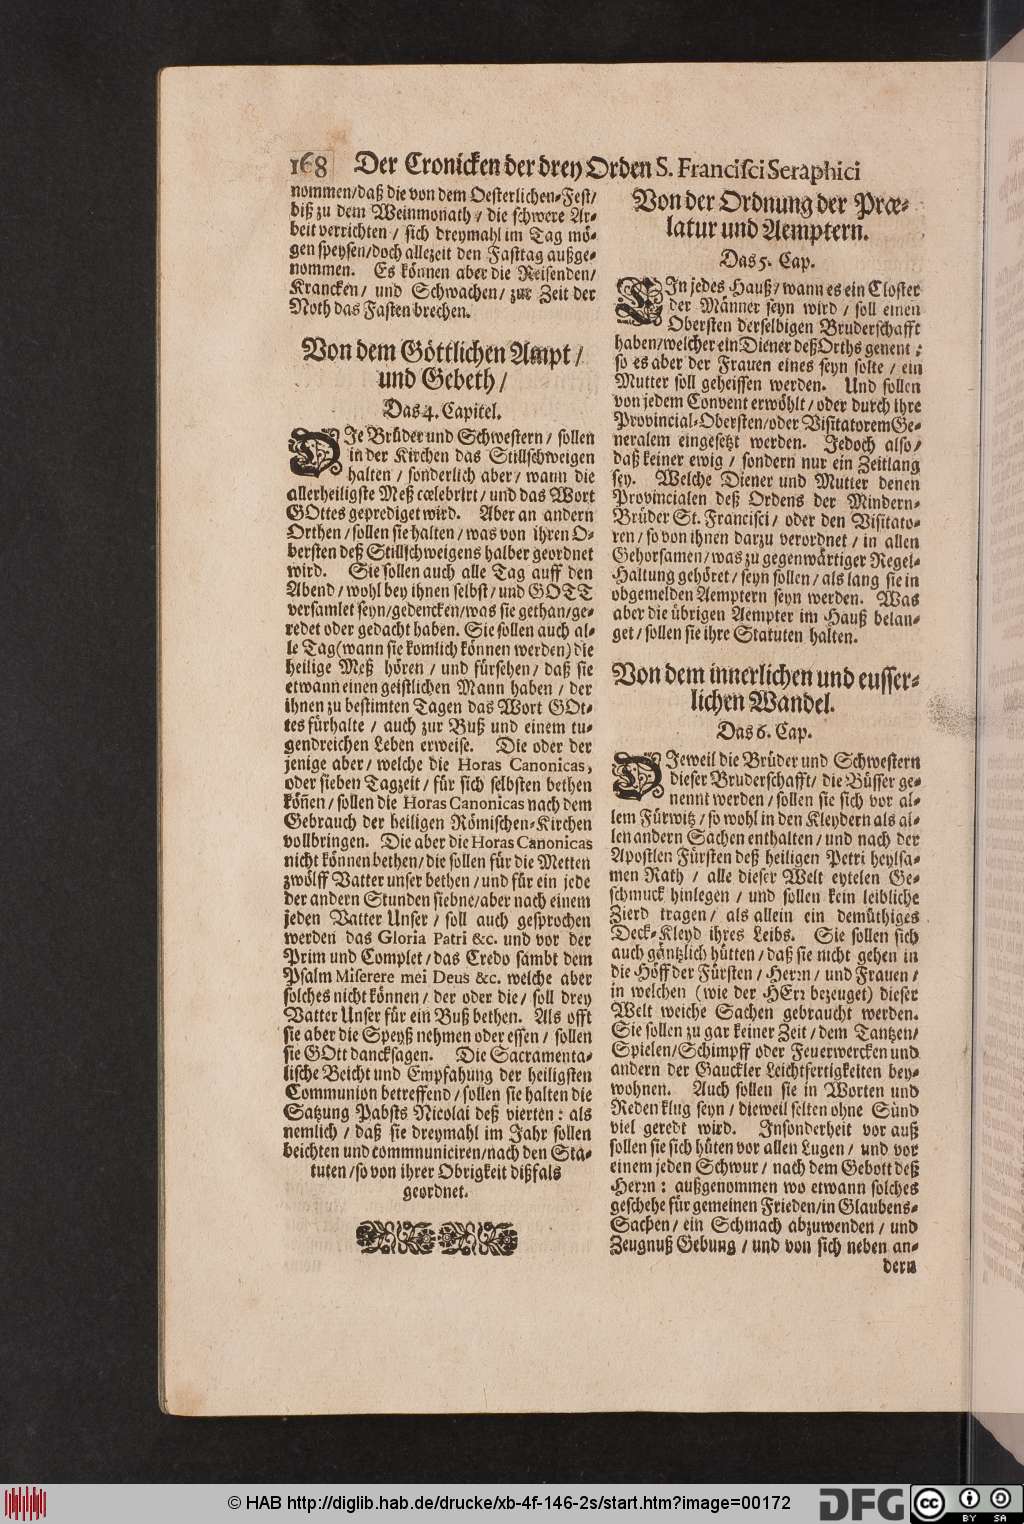 168 Der Cronicken der drey Orden S. Francisci Seraphici
nommen/daß die von dem Oesterlichen-Fest/
biß zu dem Weinmonath / die schwere Ar-
beit verrichten / sich dreymahl im Tag mö-
gen speysen/doch allezeit den Fasttag außge-
nommen. Es können aber die Reisenden/
Krancken/ und Schwachen/ zur Zeit der
Noth das Fasten brechen.
Von dem Göttlichen Ampt /
und Gebeth /
Das 4. Capitel.
DIe Brüder und Schwestern / sollen
in der Kirchen das Stillschweigen
halten / sonderlich aber / wann die
allerheiligste Meß cœlebrirt / und das Wort
GOttes geprediget wird. Aber an andern
Orthen / sollen sie halten / was von ihren O-
bersten deß Stillschweigens halber geordnet
wird. Sie sollen auch alle Tag auff den
Abend / wohl bey ihnen selbst / und GOTT
versamlet seyn/gedencken/was sie gethan/ge-
redet oder gedacht haben. Sie sollen auch al-
le Tag (wann sie komlich können werden) die
heilige Meß hören / und fürsehen / daß sie
etwann einen geistlichen Mann haben / der
ihnen zu bestimten Tagen das Wort GOt-
tes fürhalte / auch zur Buß und einem tu-
gendreichen Leben erweise. Die oder der
jenige aber / welche die Horas Canonicas,
oder sieben Tagzeit / für sich selbsten bethen
köñen / sollen die Horas Canonicas nach dem
Gebrauch der heiligen Römischen-Kirchen
vollbringen. Die aber die Horas Canonicas
nicht können bethen / die sollen für die Metten
zwölff Vatter unser bethen / und für ein jede
der andern Stunden siebne/aber nach einem
jeden Vatter Unser / soll auch gesprochen
werden das Gloria Patri &c. und vor der
Prim und Complet / das Credo sambt dem
Psalm Miserere mei Deus &c. welche aber
solches nicht können / der oder die / soll drey
Vatter Unser für ein Buß bethen. Als offt
sie aber die Speyß nehmen oder essen / sollen
sie GOtt dancksagen. Die Sacramenta-
lische Beicht und Empfahung der heiligsten
Communion betreffend / sollen sie halten die
Satzung Pabsts Nicolai deß vierten : als
nemlich / daß sie dreymahl im Jahr sollen
beichten und commnuniciren/nach den Sta-
tuten /so von ihrer Obrigkeit dißfals
geordnet.
Von der Ordnung der Præ-
latur und Aemptern.
Das 5. Cap.
EIn jedes Hauß / wann es ein Closter
der Männer seyn wird / soll einen
Obersten derselbigen Bruderschafft
haben/welcher ein Diener deß Orths genent ;
so es aber der Frauen eines seyn solte / ein
Mutter soll geheissen werden. Und sollen
von jedem Convent erwöhlt / oder durch ihre
Provincial-Obersten/oder Visitatorem Ge-
neralem eingesetzt werden. Jedoch also/
daß keiner ewig / sondern nur ein Zeitlang
sey. Welche Diener und Mutter denen
Provincialen deß Ordens der Mindern-
Brüder St. Francisci / oder den Visitato-
ren / so von ihnen darzu verordnet / in allen
Gehorsamen / was zu gegenwärtiger Regel-
Haltung gehöret / seyn sollen / als lang sie in
obgemelden Aemptern seyn werden. Was
aber die übrigen Aempter im Hauß belan-
get / sollen sie ihre Statuten halten.
Von dem innerlichen und eusser-
lichen Wandel.
Das 6. Cap.
DIeweil die Brüder und Schwestern
dieser Bruderschafft / die Büsser ge-
nennt werden / sollen sie sich vor al-
lem Fürwitz / so wohl in den Kleydern als al-
len andern Sachen enthalten / und nach der
Apostlen Fürsten deß heiligen Petri heylsa-
men Rath / alle dieser Welt eytelen Ge-
schmuck hinlegen / und sollen kein leibliche
Zierd tragen / als allein ein demüthiges
Deck-Kleyd ihres Leibs. Sie sollen sich
auch gäntzlich hütten / daß sie nicht gehen in
die Höff der Fürsten / Herrn / und Frauen /
in welchen (wie der HErr bezeuget) dieser
Welt weiche Sachen gebraucht werden.
Sie sollen zu gar keiner Zeit / dem Tantzen/
Spielen/Schimpff oder Feuerwercken und
andern der Gauckler Leichtfertigkeiten bey-
wohnen. Auch sollen sie in Worten und
Reden klug seyn / dieweil selten ohne Sünd
viel geredt wird. Insonderheit vor auß
sollen sie sich hüten vor allen Lugen / und vor
einem jeden Schwur / nach dem Gebott deß
Herrn : außgenommen wo etwann solches
geschehe für gemeinen Frieden/in Glaubens-
Sachen / ein Schmach abzuwenden / und
Zeugnuß Gebung / und von sich neben an-
dern
© HAB http://diglib.hab.de/drucke/xb-4f-146-2s/start.htm?image=00172
DFG
cc
BY SA